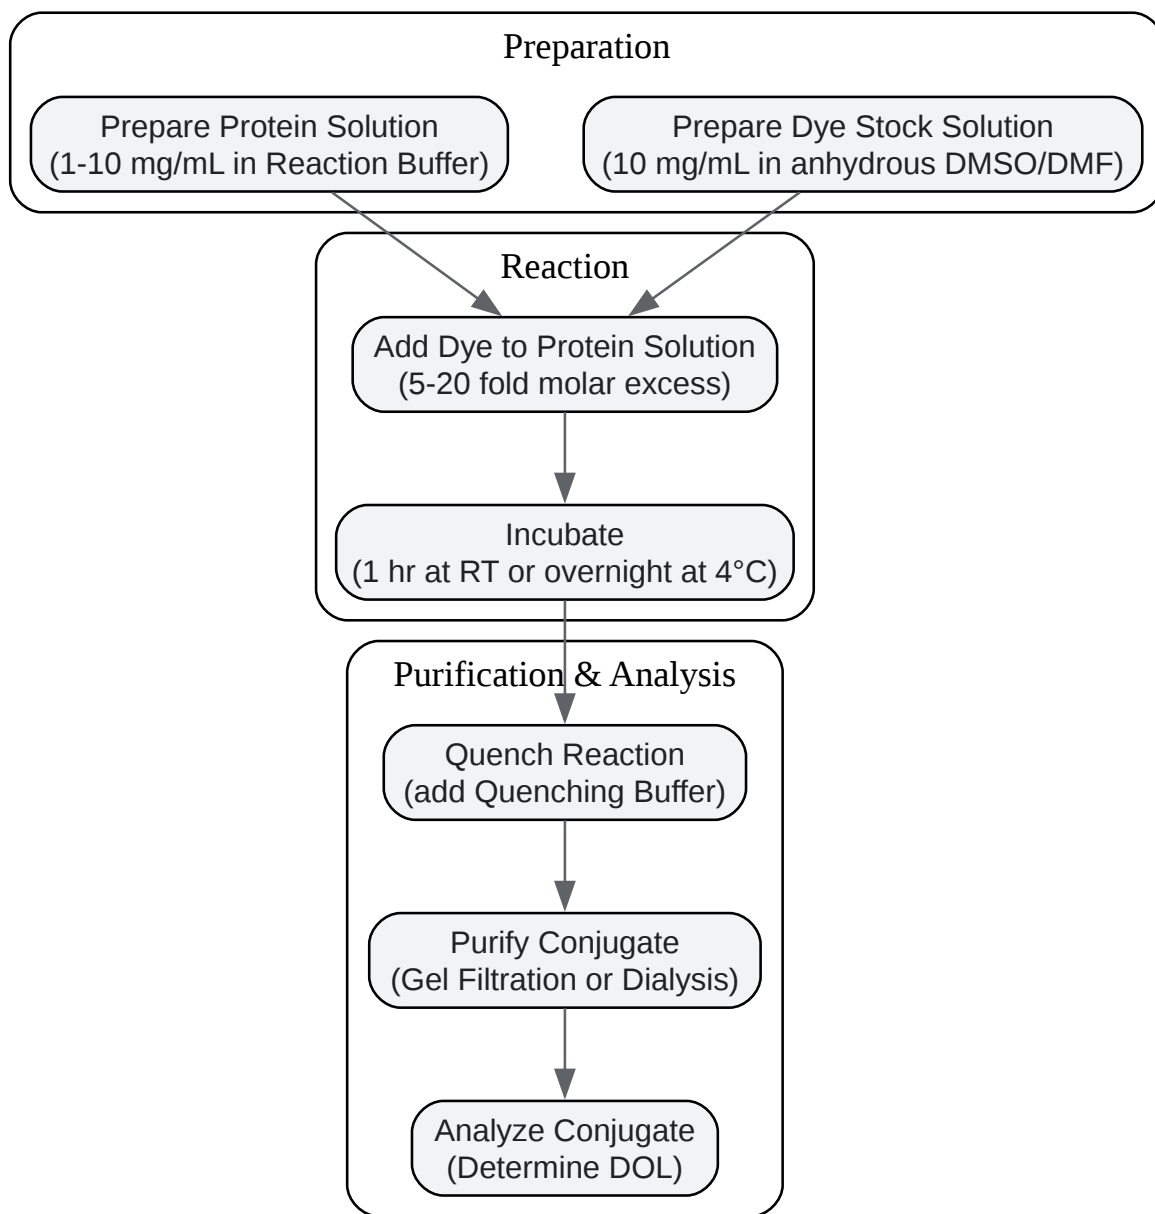 Preparation
Prepare Protein Solution
(1-10 mg/mL in Reaction Buffer)
Prepare Dye Stock Solution
(10 mg/mL in anhydrous DMSO/DMF)
Reaction
Add Dye to Protein Solution
(5-20 fold molar excess)
Incubate
(1 hr at RT or overnight at 4°C)
Purification & Analysis
Quench Reaction
(add Quenching Buffer)
Purify Conjugate
(Gel Filtration or Dialysis)
Analyze Conjugate
(Determine DOL)